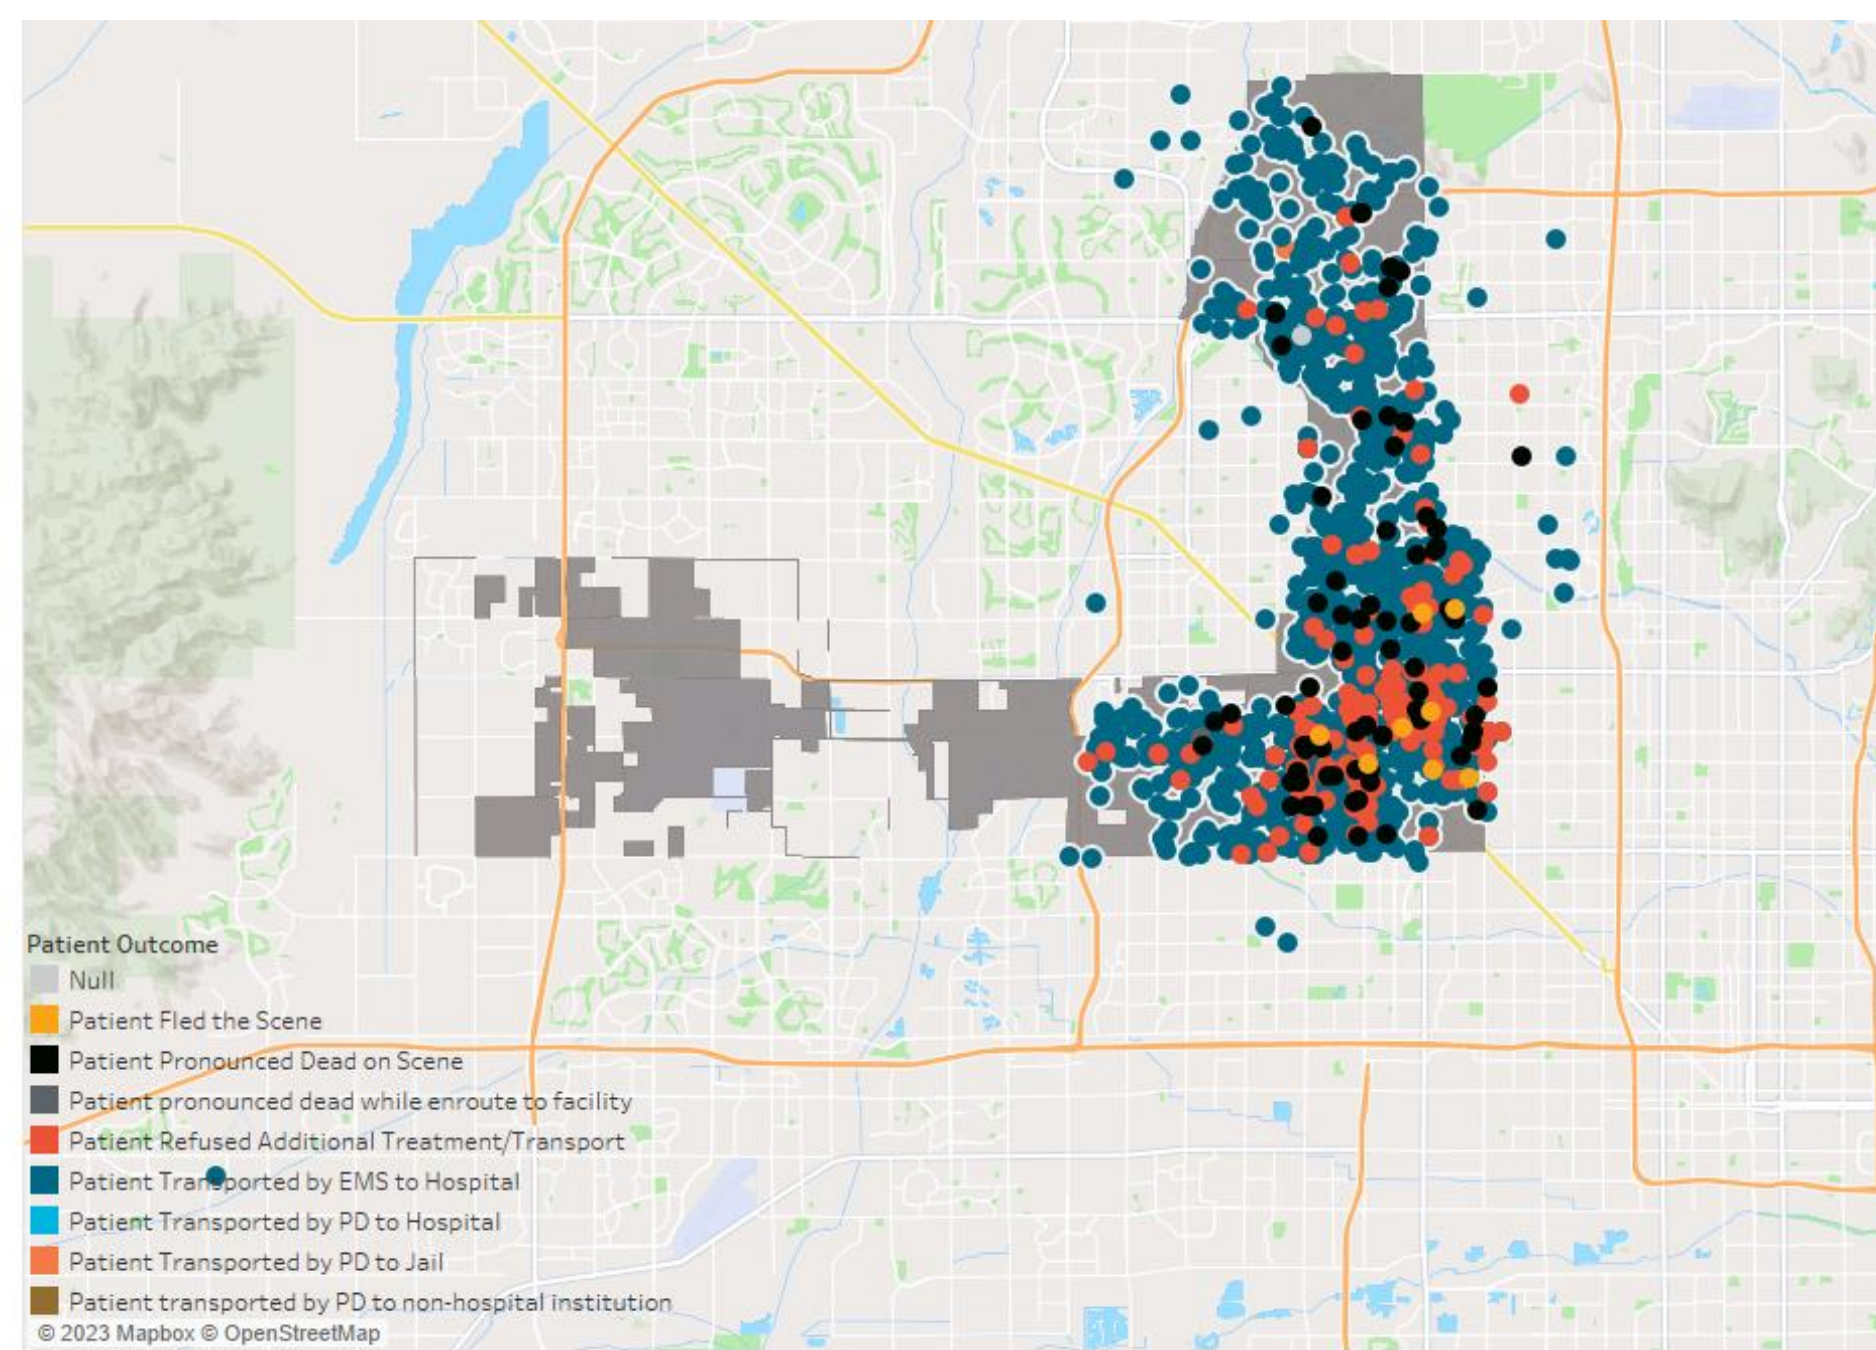 Patient Outcome
Null
Patient Fled the Scene
Patient Pronounced Dead on Scene
Patient pronounced dead while enroute to facility
Patient Refused Additional Treatment/Transport
Patient Transported by EMS to Hospital
Patient Transported by PD to Hospital
Patient Transported by PD to Jail
Patient transported by PD to non-hospital institution
© 2023 Mapbox © OpenStreetMap